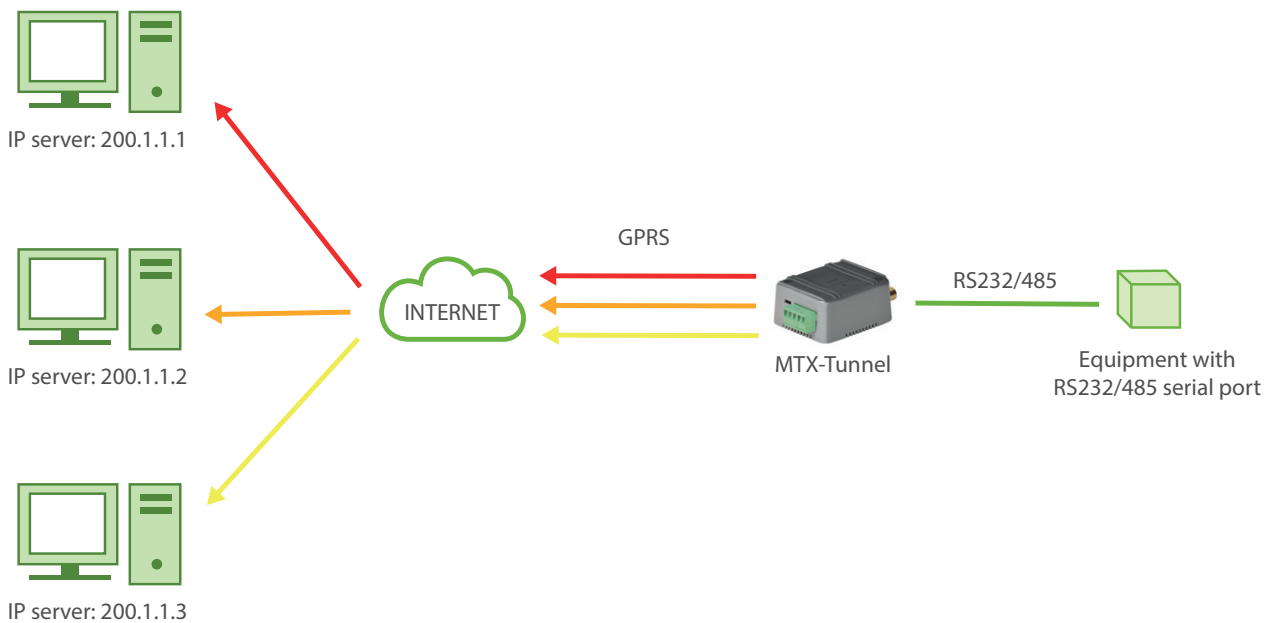 IP server: 200.1.1.1
GPRS
RS232/485
INTERNET
MTX-Tunnel
Equipment with
RS232/485 serial port
IP server: 200.1.1.2
IP server: 200.1.1.3